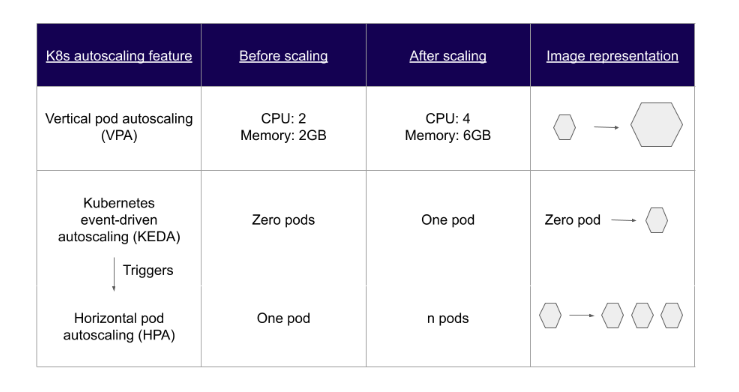 K8s autoscaling feature
Before scaling
After scaling
Image representation
Vertical pod autoscaling
(VPA)
CPU: 2
Memory: 2GB
CPU: 4
Memory: 6GB
Kubernetes
event-driven
autoscaling (KEDA)
Zero pods
One pod
Zero pod
Triggers
Horizontal pod
autoscaling (HPA)
One pod
n pods